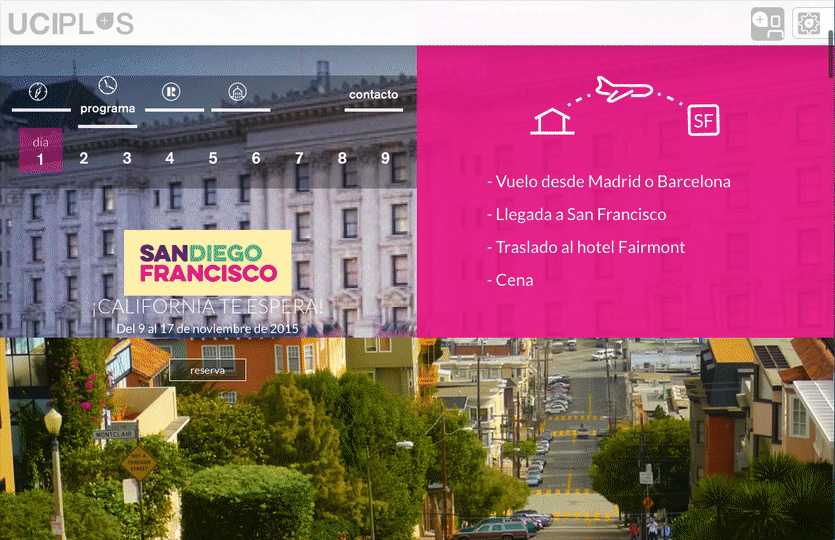 UCIPLUS
programa
contacto
día
1 2 3 4 5 6 7 8 9
SANDIEGO
FRANCISCO
¡CALIFORNIA TE ESPERA!
Del 9 al 17 de noviembre de 2015
reserva
SF
- Vuelo desde Madrid o Barcelona
- Llegada a San Francisco
- Traslado al hotel Fairmont
- Cena
MONTCLAIR